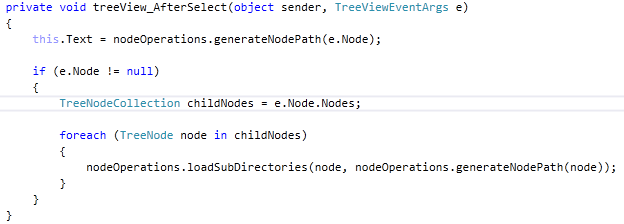 private void treeView_AfterSelect(object sender, TreeViewEventArgs e)
{
this.Text = nodeOperations.generateNodePath(e.Node);
if (e.Node != null)
{
TreeNodeCollection childNodes = e.Node.Nodes;
foreach (TreeNode node in childNodes)
{
nodeOperations.loadSubDirectories(node, nodeOperations.generateNodePath(node));
}
}
}